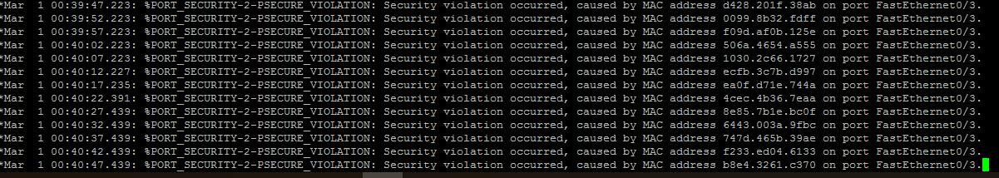 *Mar  1 00:39:47.223: %PORT_SECURITY-2-PSECURE_VIOLATION: Security violation occurred, caused by MAC address d428.201f.38ab on port FastEthernet0/3.
*Mar  1 00:39:52.223: %PORT_SECURITY-2-PSECURE_VIOLATION: Security violation occurred, caused by MAC address 0099.8b32.fdff on port FastEthernet0/3.
*Mar  1 00:39:57.223: %PORT_SECURITY-2-PSECURE_VIOLATION: Security violation occurred, caused by MAC address f09d.af0b.125e on port FastEthernet0/3.
*Mar  1 00:40:02.223: %PORT_SECURITY-2-PSECURE_VIOLATION: Security violation occurred, caused by MAC address 506a.4654.a555 on port FastEthernet0/3.
*Mar  1 00:40:07.223: %PORT_SECURITY-2-PSECURE_VIOLATION: Security violation occurred, caused by MAC address 1030.2c66.1727 on port FastEthernet0/3.
*Mar  1 00:40:12.227: %PORT_SECURITY-2-PSECURE_VIOLATION: Security violation occurred, caused by MAC address ecfb.3c7b.d997 on port FastEthernet0/3.
*Mar  1 00:40:17.235: %PORT_SECURITY-2-PSECURE_VIOLATION: Security violation occurred, caused by MAC address ea0f.d71e.744a on port FastEthernet0/3.
*Mar  1 00:40:22.391: %PORT_SECURITY-2-PSECURE_VIOLATION: Security violation occurred, caused by MAC address 4cec.4b36.7eaa on port FastEthernet0/3.
*Mar  1 00:40:27.439: %PORT_SECURITY-2-PSECURE_VIOLATION: Security violation occurred, caused by MAC address 8e85.7b1e.bc0f on port FastEthernet0/3.
*Mar  1 00:40:32.439: %PORT_SECURITY-2-PSECURE_VIOLATION: Security violation occurred, caused by MAC address 6443.003a.9fbc on port FastEthernet0/3.
*Mar  1 00:40:37.439: %PORT_SECURITY-2-PSECURE_VIOLATION: Security violation occurred, caused by MAC address 747d.465b.39ae on port FastEthernet0/3.
*Mar  1 00:40:42.439: %PORT_SECURITY-2-PSECURE_VIOLATION: Security violation occurred, caused by MAC address f233.ed04.6133 on port FastEthernet0/3.
*Mar  1 00:40:47.439: %PORT_SECURITY-2-PSECURE_VIOLATION: Security violation occurred, caused by MAC address b8e4.3261.c370 on port FastEthernet0/3.